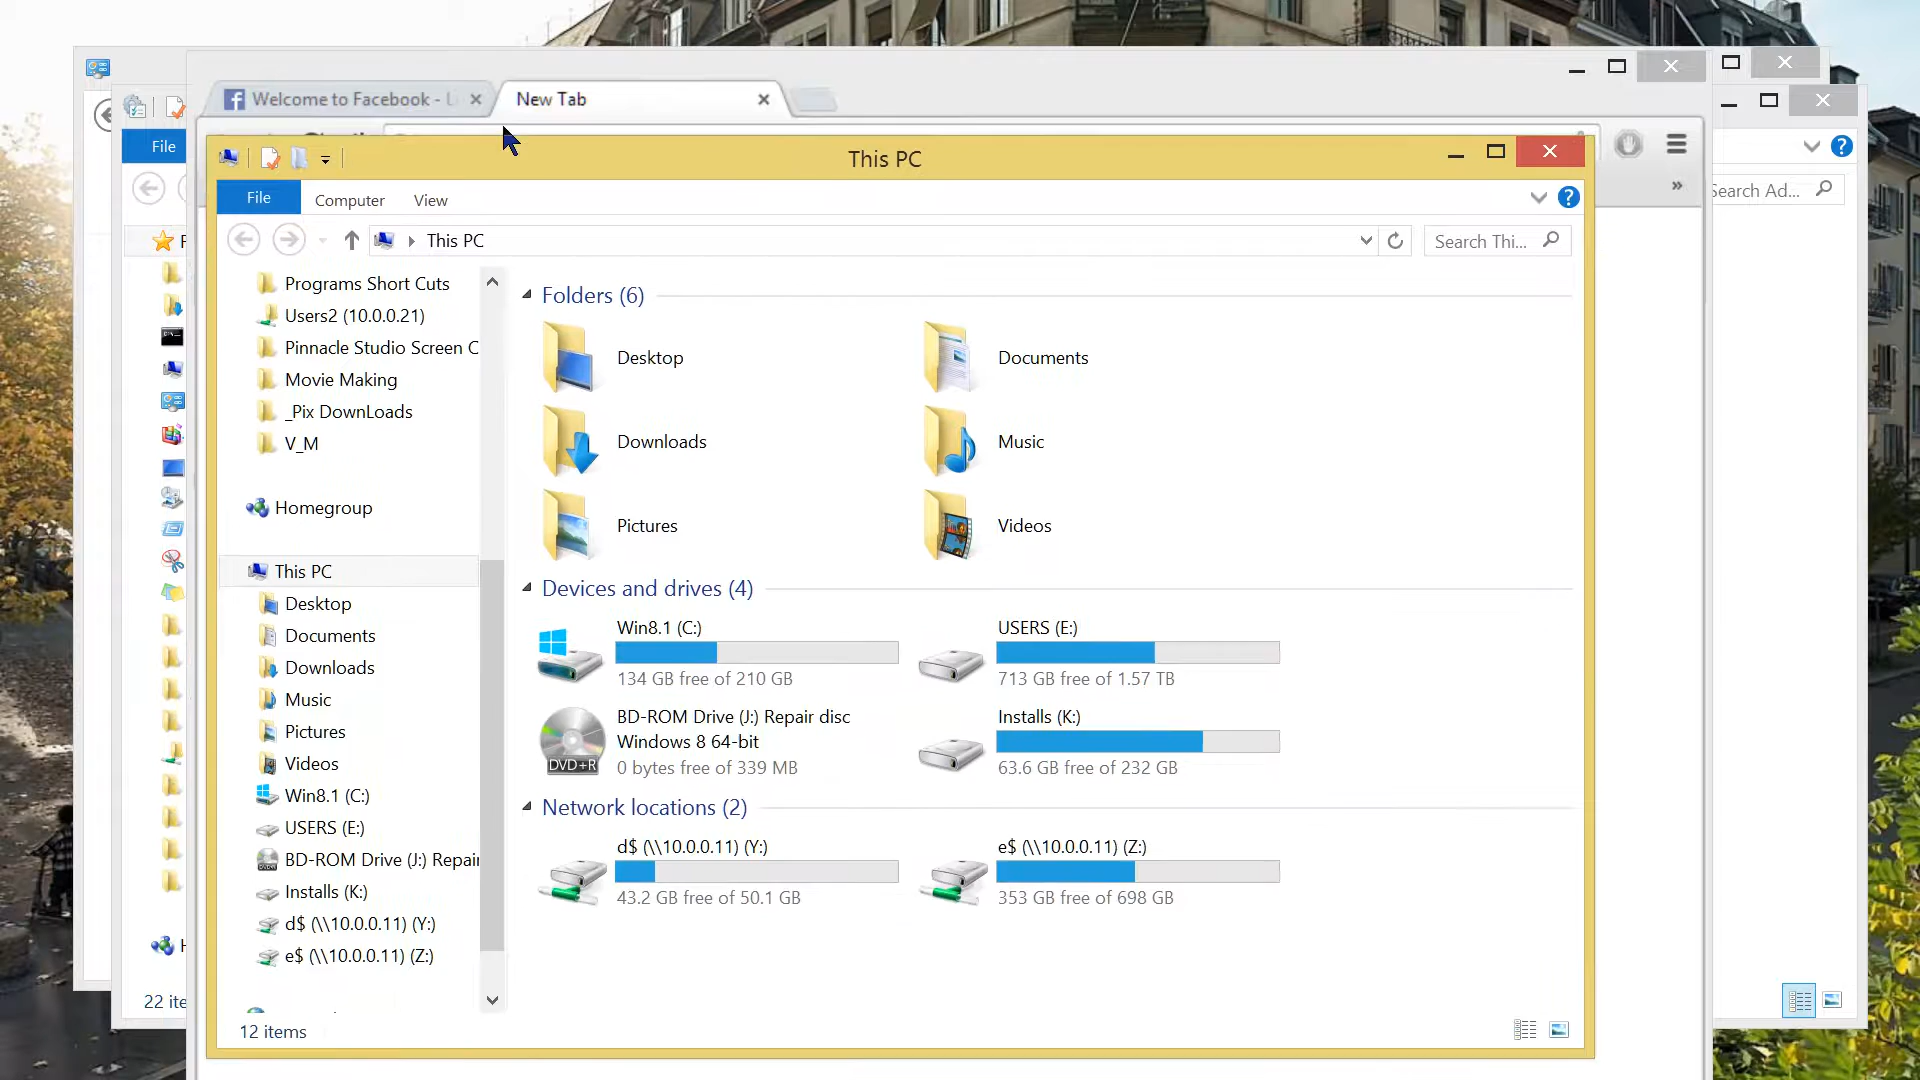 Welcome to Facebook - L
New Tab
File
This PC
File
Computer
View
This PC
Search Thi...
Search Ad...
Programs Short Cuts
Users2 (10.0.0.21)
Pinnacle Studio Screen C
Movie Making
_Pix DownLoads
V_M
Homegroup
This PC
Desktop
Documents
Downloads
Music
Pictures
Videos
Win8.1 (C:)
USERS (E:)
BD-ROM Drive (J:) Repair
Installs (K:)
d$ (\\10.0.0.11) (Y:)
e$ (\\10.0.0.11) (Z:)
Folders (6)
Desktop
Documents
Downloads
Music
Pictures
Videos
Devices and drives (4)
Win8.1 (C:)
134 GB free of 210 GB
USERS (E:)
713 GB free of 1.57 TB
BD-ROM Drive (J:) Repair disc
Windows 8 64-bit
0 bytes free of 339 MB
DVD+R
Installs (K:)
63.6 GB free of 232 GB
Network locations (2)
d$ (\\10.0.0.11) (Y:)
43.2 GB free of 50.1 GB
e$ (\\10.0.0.11) (Z:)
353 GB free of 698 GB
22 ite
12 items